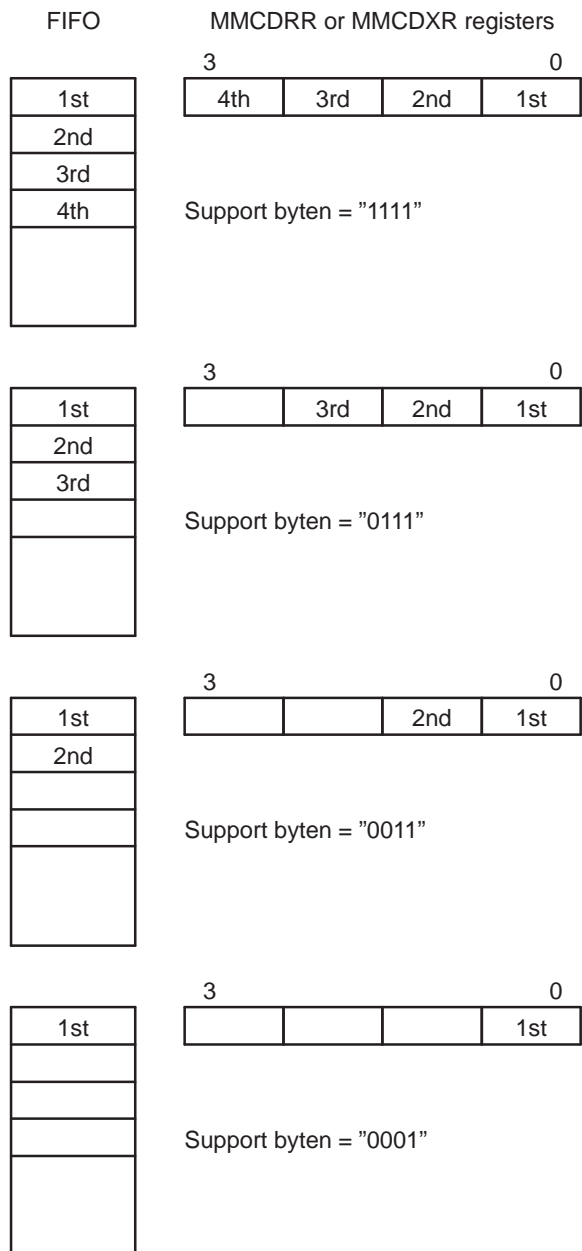 FIFO MMCDRR or MMCDXR registers
3 0
1st 4th 3rd 2nd 1st
2nd
3rd
4th Support byten = ”1111”
3 0
1st 3rd 2nd 1st
2nd
3rd
Support byten = ”0111”
3 0
1st 2nd 1st
2nd
Support byten = ”0011”
3 0
1st 1st
Support byten = ”0001”